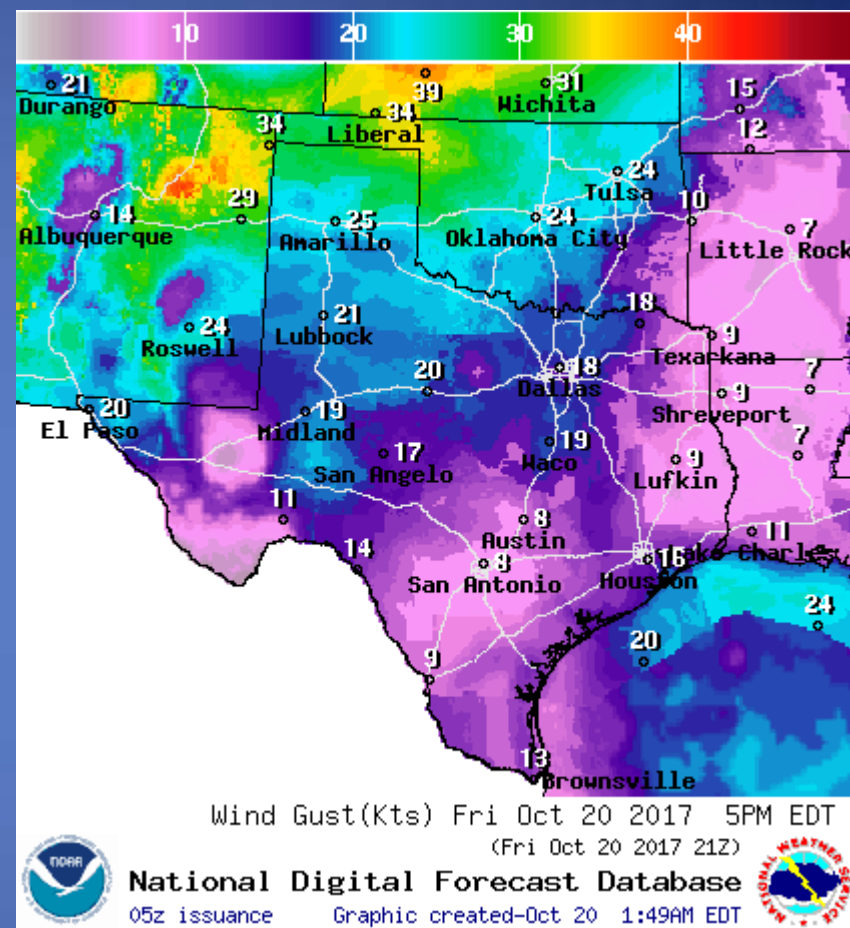 10 20 30 40
21 Durango
39
31 Wichita
15
34 Liberal
34
12
24 Tulsa
14 Albuquerque
29
25 Amarillo
24 Oklahoma City
10
7 Little Rock
24 Roswell
21 Lubbock
18
9 Texarkana
20 El Paso
19 Midland
20
18 Dallas
9 Shreveport
7
17 San Angelo
19 Waco
9 Lufkin
7
11
8 Austin
11 Lake Charles
14
8 San Antonio
16 Houston
24
20
9
13 Brownsville
Wind Gust(Kts) Fri Oct 20 2017 5PM EDT
(Fri Oct 20 2017 21Z)
NOAA
National Digital Forecast Database
NATIONAL WEATHER SERVICE
05z issuance Graphic created-Oct 20 1:49AM EDT